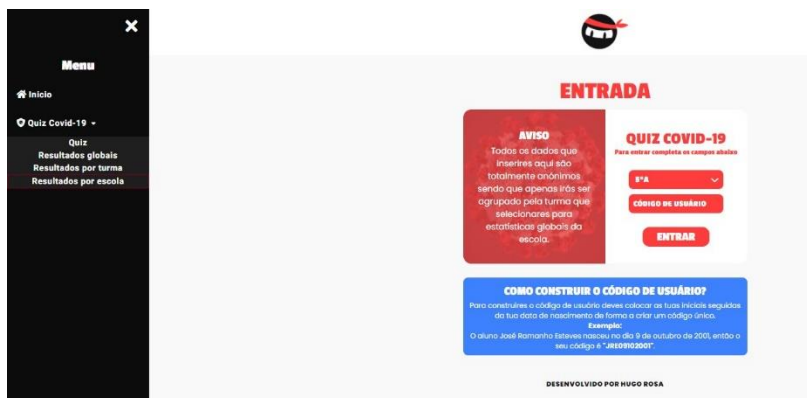 Menu
Inicio
Quiz Covid-19
Quiz
Resultados globais
Resultados por turma
Resultados por escola
ENTRADA
AVISO
Todos os dados que
inserires aqui são
totalmente anónimos
sendo que apenas irás ser
agrupado pela turma que
selecionares para
estatísticas globais da
escola.
QUIZ COVID-19
Para entrar completa os campos abaixo
5ºA
CÓDIGO DE USUÁRIO
ENTRAR
COMO CONSTRUIR O CÓDIGO DE USUÁRIO?
Para construires o código de usuário deves colocar as tuas iniciais seguidas
da tua data de nascimento de forma a criar um código único.
Exemplo:
O aluno José Ramanho Esteves nasceu no dia 9 de outubro de 2001, então o
seu código é "JRE09102001".
DESENVOLVIDO POR HUGO ROSA